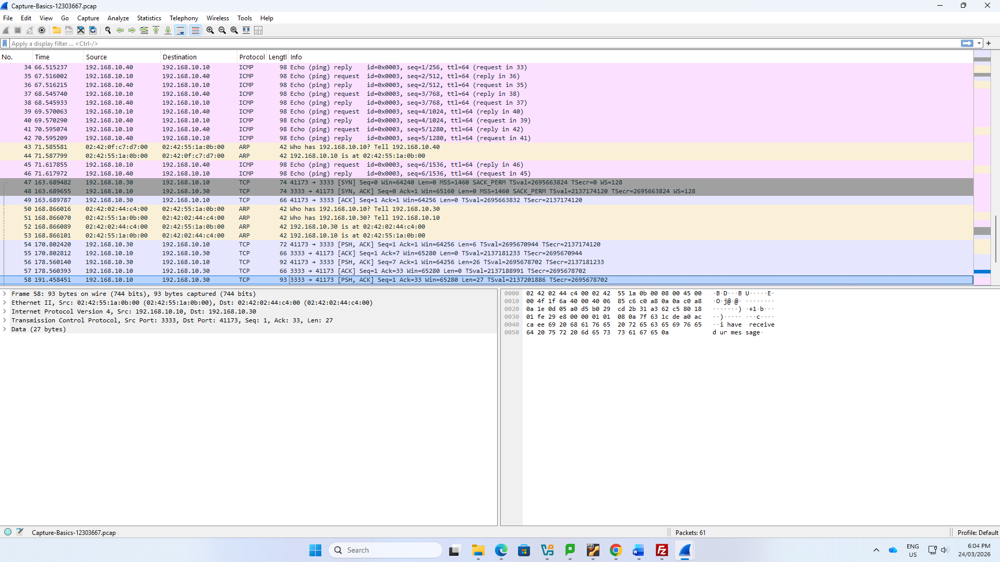 Capture-Basics-12303667.pcap
File Edit View Go Capture Analyze Statistics Telephony Wireless Tools Help
Apply a display filter ... <Ctrl-/>
No. Time Source Destination Protocol Lengtl Info
34 66.515237 192.168.10.40 192.168.10.10 ICMP 98 Echo (ping) reply id=0x0003, seq=1/256, ttl=64 (request in 33)
35 67.516002 192.168.10.10 192.168.10.40 ICMP 98 Echo (ping) request id=0x0003, seq=2/512, ttl=64 (reply in 36)
36 67.516215 192.168.10.40 192.168.10.10 ICMP 98 Echo (ping) reply id=0x0003, seq=2/512, ttl=64 (request in 35)
37 68.545740 192.168.10.10 192.168.10.40 ICMP 98 Echo (ping) request id=0x0003, seq=3/768, ttl=64 (reply in 38)
38 68.545933 192.168.10.40 192.168.10.10 ICMP 98 Echo (ping) reply id=0x0003, seq=3/768, ttl=64 (request in 37)
39 69.570063 192.168.10.10 192.168.10.40 ICMP 98 Echo (ping) request id=0x0003, seq=4/1024, ttl=64 (reply in 40)
40 69.570290 192.168.10.40 192.168.10.10 ICMP 98 Echo (ping) reply id=0x0003, seq=4/1024, ttl=64 (request in 39)
41 70.595074 192.168.10.10 192.168.10.40 ICMP 98 Echo (ping) request id=0x0003, seq=5/1280, ttl=64 (reply in 42)
42 70.595209 192.168.10.40 192.168.10.10 ICMP 98 Echo (ping) reply id=0x0003, seq=5/1280, ttl=64 (request in 41)
43 71.585581 02:42:0f:c7:d7:00 02:42:55:1a:0b:00 ARP 42 Who has 192.168.10.10? Tell 192.168.10.40
44 71.587799 02:42:55:1a:0b:00 02:42:0f:c7:d7:00 ARP 42 192.168.10.10 is at 02:42:55:1a:0b:00
45 71.617855 192.168.10.10 192.168.10.40 ICMP 98 Echo (ping) request id=0x0003, seq=6/1536, ttl=64 (reply in 46)
46 71.617972 192.168.10.40 192.168.10.10 ICMP 98 Echo (ping) reply id=0x0003, seq=6/1536, ttl=64 (request in 45)
47 163.689482 192.168.10.30 192.168.10.10 TCP 74 41173 → 3333 [SYN] Seq=0 Win=64240 Len=0 MSS=1460 SACK_PERM TSval=2695663824 TSecr=0 WS=128
48 163.689655 192.168.10.10 192.168.10.30 TCP 74 3333 → 41173 [SYN, ACK] Seq=0 Ack=1 Win=65160 Len=0 MSS=1460 SACK_PERM TSval=2137174120 TSecr=2695663824 WS=128
49 163.689787 192.168.10.30 192.168.10.10 TCP 66 41173 → 3333 [ACK] Seq=1 Ack=1 Win=64256 Len=0 TSval=2695663832 TSecr=2137174120
50 168.866016 02:42:02:44:c4:00 02:42:55:1a:0b:00 ARP 42 Who has 192.168.10.10? Tell 192.168.10.30
51 168.866070 02:42:55:1a:0b:00 02:42:02:44:c4:00 ARP 42 Who has 192.168.10.30? Tell 192.168.10.10
52 168.866089 02:42:02:44:c4:00 02:42:55:1a:0b:00 ARP 42 192.168.10.30 is at 02:42:02:44:c4:00
53 168.866101 02:42:55:1a:0b:00 02:42:02:44:c4:00 ARP 42 192.168.10.10 is at 02:42:55:1a:0b:00
54 170.802420 192.168.10.30 192.168.10.10 TCP 72 41173 → 3333 [PSH, ACK] Seq=1 Ack=1 Win=64256 Len=6 TSval=2695670944 TSecr=2137174120
55 170.802812 192.168.10.10 192.168.10.30 TCP 66 3333 → 41173 [ACK] Seq=1 Ack=7 Win=65280 Len=0 TSval=2137181233 TSecr=2695670944
56 178.560140 192.168.10.30 192.168.10.10 TCP 92 41173 → 3333 [PSH, ACK] Seq=7 Ack=1 Win=64256 Len=26 TSval=2695678702 TSecr=2137181233
57 178.560393 192.168.10.10 192.168.10.30 TCP 66 3333 → 41173 [ACK] Seq=1 Ack=33 Win=65280 Len=0 TSval=2137188991 TSecr=2695678702
58 191.458451 192.168.10.10 192.168.10.30 TCP 93 3333 → 41173 [PSH, ACK] Seq=1 Ack=33 Win=65280 Len=27 TSval=2137201886 TSecr=2695678702
Frame 58: 93 bytes on wire (744 bits), 93 bytes captured (744 bits)
Ethernet II, Src: 02:42:55:1a:0b:00 (02:42:55:1a:0b:00), Dst: 02:42:02:44:c4:00 (02:42:02:44:c4:00)
Internet Protocol Version 4, Src: 192.168.10.10, Dst: 192.168.10.30
Transmission Control Protocol, Src Port: 3333, Dst Port: 41173, Seq: 1, Ack: 33, Len: 27
Data (27 bytes)
0000 02 42 02 44 c4 00 02 42 55 1a 0b 00 08 00 45 00 ·B·D···B U·····E·
0010 00 4f 1f 6a 40 00 40 06 85 c6 c0 a8 0a 0a c0 a8 ·O·j@·@· ········
0020 0a 1e 0d 05 a0 d5 b0 29 cd 2b 31 a3 62 c5 80 18 ·······) ·+1·b···
0030 01 fe 29 e8 00 00 01 01 08 0a 7f 63 1c de a0 ac ··)····· ···c····
0040 ca ee 69 20 68 61 76 65 20 72 65 63 65 69 76 65 ··i have receive
0050 64 20 75 72 20 6d 65 73 73 61 67 65 0a d ur mes sage·
Capture-Basics-12303667.pcap
Packets: 61
Profile: Default
Search
ENG
US
6:04 PM
24/03/2026